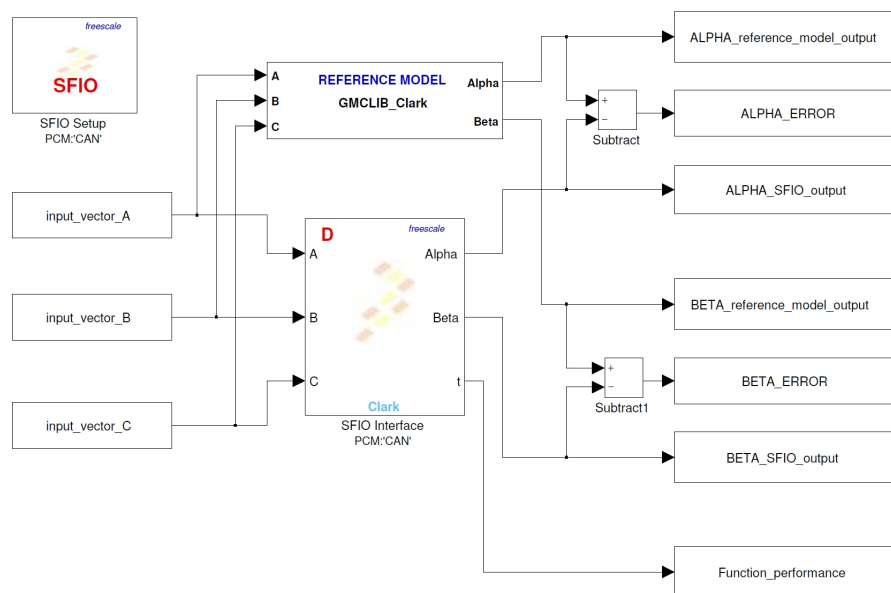 freescale
SFIO
SFIO Setup
PCM:'CAN'
REFERENCE MODEL
GMCLIB_Clark
A
B
C
Alpha
Beta
ALPHA_reference_model_output
+
−
Subtract
ALPHA_ERROR
ALPHA_SFIO_output
input_vector_A
input_vector_B
input_vector_C
D
freescale
A
B
C
Alpha
Beta
t
Clark
SFIO Interface
PCM:'CAN'
BETA_reference_model_output
+
−
Subtract1
BETA_ERROR
BETA_SFIO_output
Function_performance